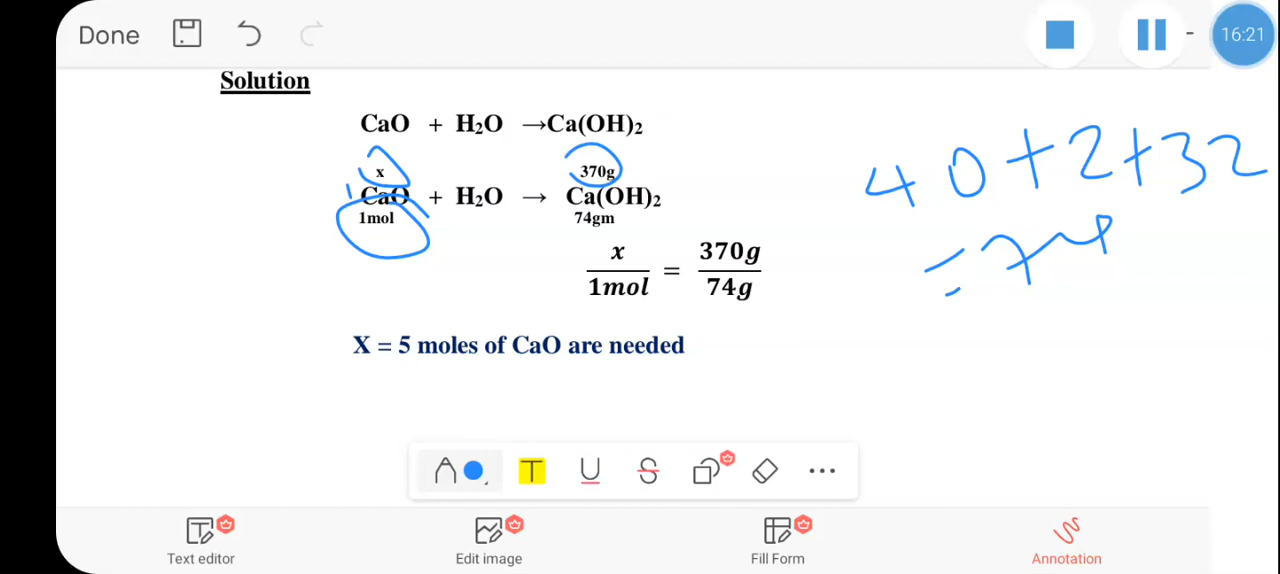 Done
16:21
Solution
CaO + H₂O →Ca(OH)₂
x 370g
CaO + H₂O → Ca(OH)₂
1mol 74gm
x/1mol = 370g/74g
X = 5 moles of CaO are needed
40+2+32
=74
T
U
S
Text editor
Edit image
Fill Form
Annotation